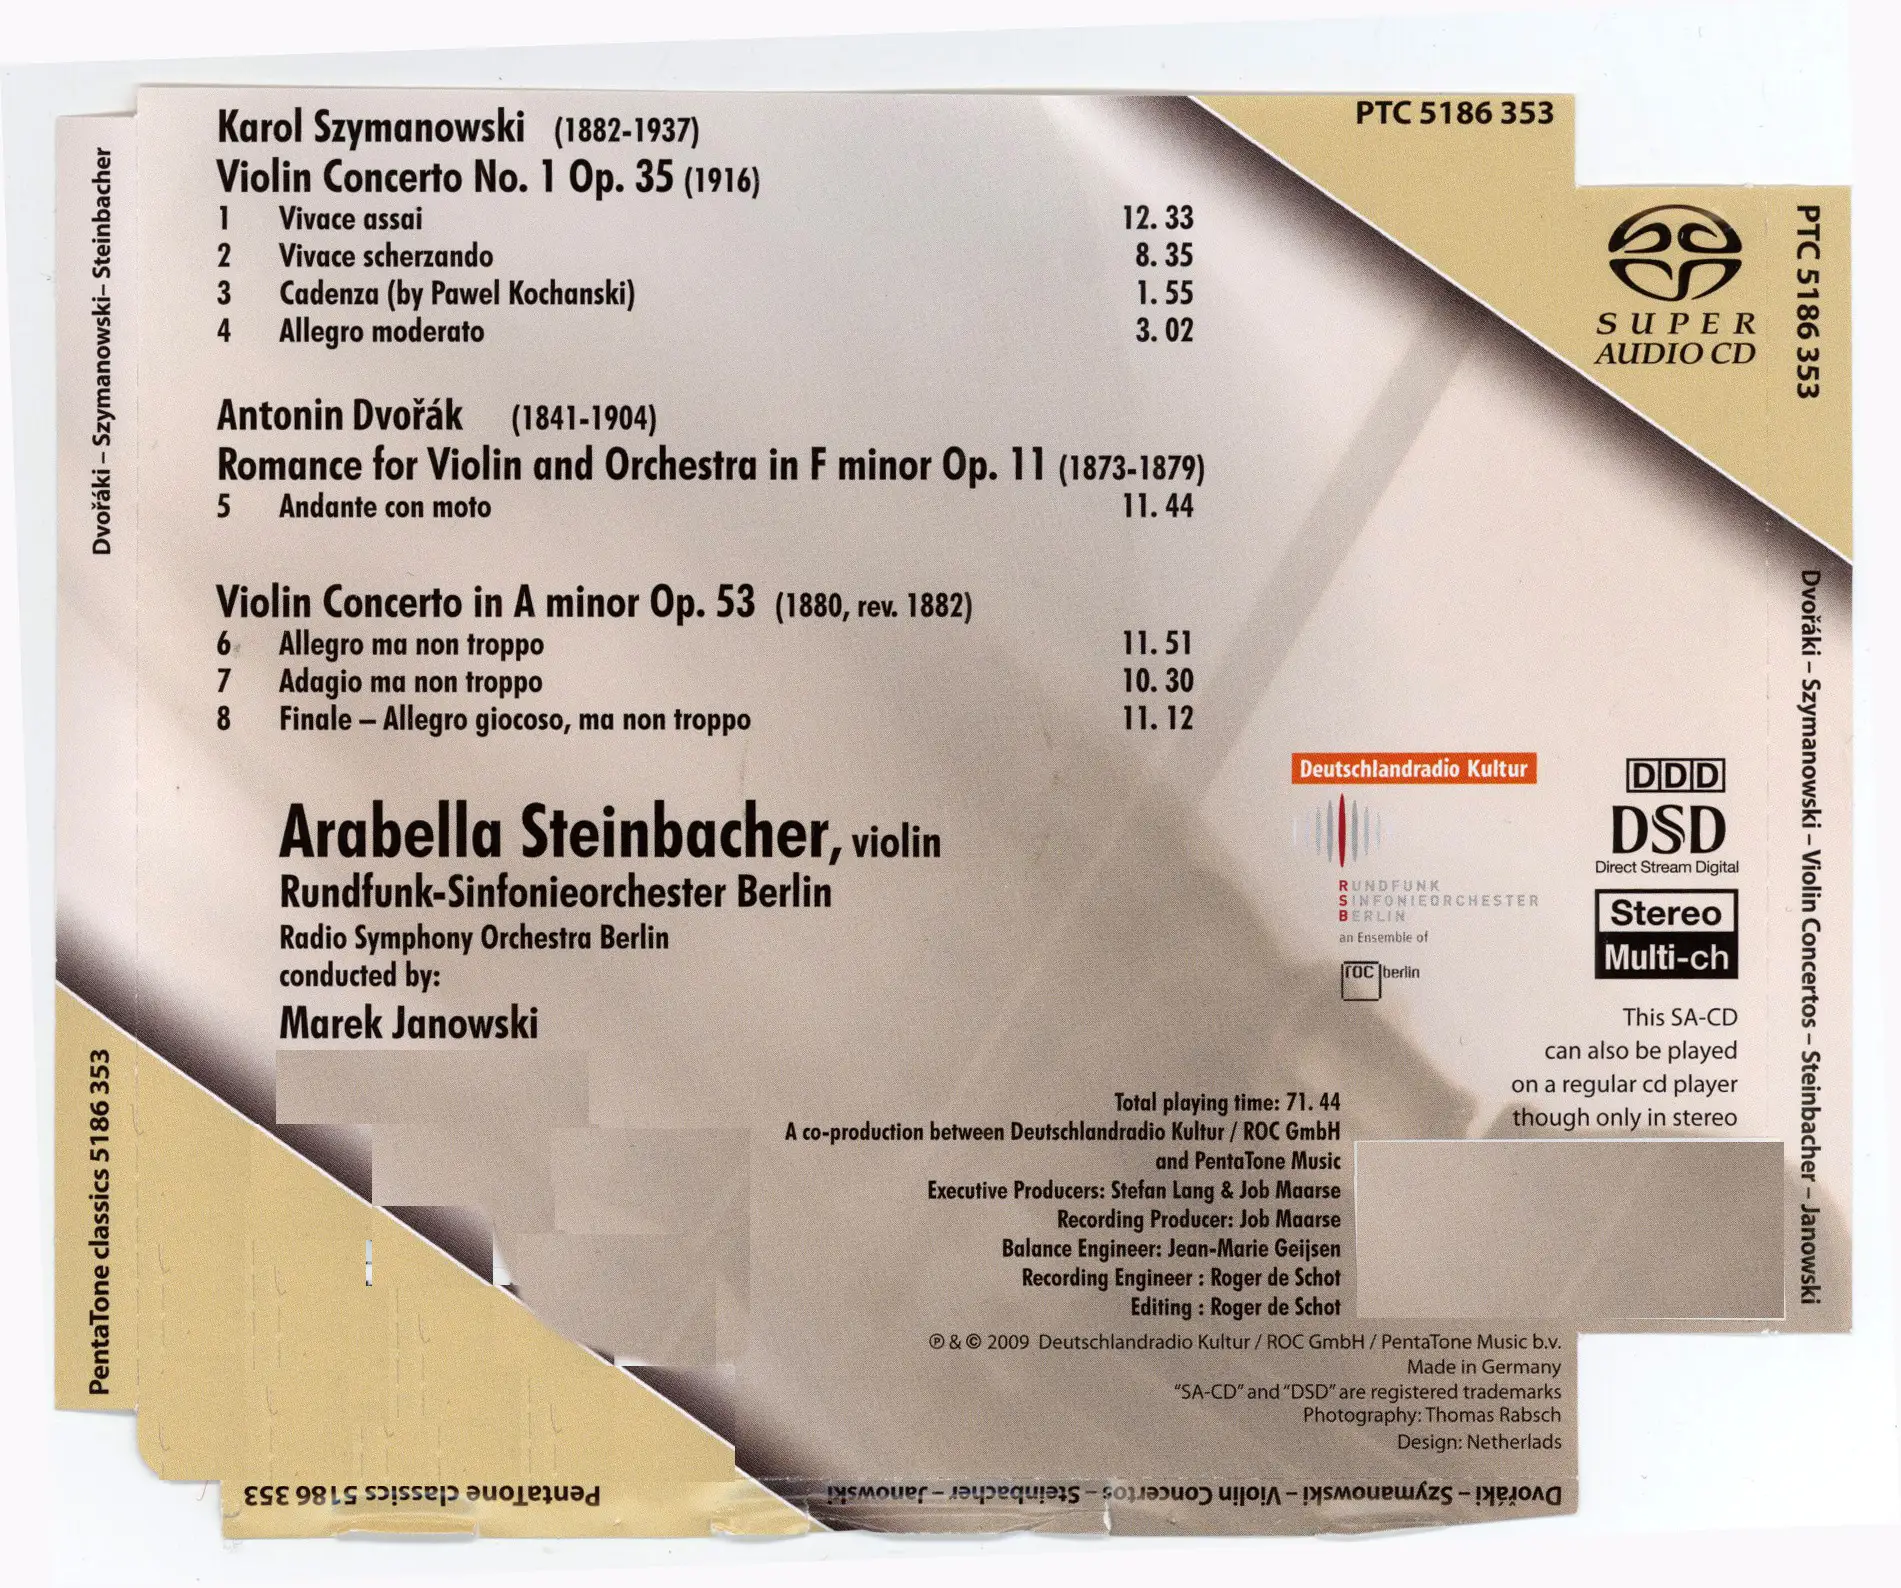 Karol Szymanowski (1882-1937)
Violin Concerto No. 1 Op. 35 (1916)
1 Vivace assai 12. 33
2 Vivace scherzando 8. 35
3 Cadenza (by Pawel Kochanski) 1. 55
4 Allegro moderato 3. 02
Antonin Dvořák (1841-1904)
Romance for Violin and Orchestra in F minor Op. 11 (1873-1879)
5 Andante con moto 11. 44
Violin Concerto in A minor Op. 53 (1880, rev. 1882)
6 Allegro ma non troppo 11. 51
7 Adagio ma non troppo 10. 30
8 Finale – Allegro giocoso, ma non troppo 11. 12
Arabella Steinbacher, violin
Rundfunk-Sinfonieorchester Berlin
Radio Symphony Orchestra Berlin
conducted by:
Marek Janowski
PTC 5186 353
SUPER
AUDIO CD
Deutschlandradio Kultur
RUNDFUNK
SINFONIEORCHESTER
BERLIN
an Ensemble of
roc berlin
DDD
DSD
Direct Stream Digital
Stereo
Multi-ch
This SA-CD
can also be played
on a regular cd player
though only in stereo
Total playing time: 71. 44
A co-production between Deutschlandradio Kultur / ROC GmbH
and PentaTone Music
Executive Producers: Stefan Lang & Job Maarse
Recording Producer: Job Maarse
Balance Engineer: Jean-Marie Geijsen
Recording Engineer : Roger de Schot
Editing : Roger de Schot
℗ & © 2009 Deutschlandradio Kultur / ROC GmbH / PentaTone Music b.v.
Made in Germany
“SA-CD” and “DSD” are registered trademarks
Photography: Thomas Rabsch
Design: Netherlads
Dvořáki – Szymanowski– Steinbacher
PentaTone classics 5186 353
PTC 5186 353
Dvořáki – Szymanowski – Violin Concertos – Steinbacher – Janowski
Dvořáki – Szymanowski – Violin Concertos – Steinbacher – Janowski
PentaTone classics 5186 353